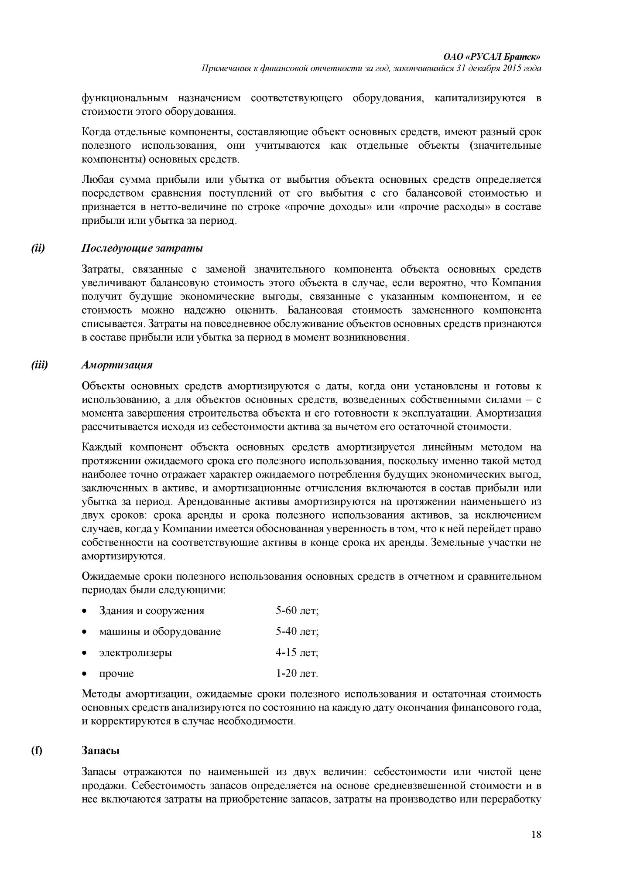 ОАО «РУСАЛ Братск»
Примечания к финансовой отчетности за год, закончившийся 31 декабря 2015 года
функциональным назначением соответствующего оборудования, капитализируются в
стоимости этого оборудования.
Когда отдельные компоненты, составляющие объект основных средств, имеют разный срок
полезного использования, они учитываются как отдельные объекты (значительные
компоненты) основных средств.
Любая сумма прибыли или убытка от выбытия объекта основных средств определяется
посредством сравнения поступлений от его выбытия с его балансовой стоимостью и
признается в нетто-величине по строке «прочие доходы» или «прочие расходы» в составе
прибыли или убытка за период.
(ii) Последующие затраты
Затраты, связанные с заменой значительного компонента объекта основных средств
увеличивают балансовую стоимость этого объекта в случае, если вероятно, что Компания
получит будущие экономические выгоды, связанные с указанным компонентом, и ее
стоимость можно надежно оценить. Балансовая стоимость замененного компонента
списывается. Затраты на повседневное обслуживание объектов основных средств признаются
в составе прибыли или убытка за период в момент возникновения.
(iii) Амортизация
Объекты основных средств амортизируются с даты, когда они установлены и готовы к
использованию, а для объектов основных средств, возведенных собственными силами – с
момента завершения строительства объекта и его готовности к эксплуатации. Амортизация
рассчитывается исходя из себестоимости актива за вычетом его остаточной стоимости.
Каждый компонент объекта основных средств амортизируется линейным методом на
протяжении ожидаемого срока его полезного использования, поскольку именно такой метод
наиболее точно отражает характер ожидаемого потребления будущих экономических выгод,
заключенных в активе, и амортизационные отчисления включаются в состав прибыли или
убытка за период. Арендованные активы амортизируются на протяжении наименьшего из
двух сроков: срока аренды и срока полезного использования активов, за исключением
случаев, когда у Компании имеется обоснованная уверенность в том, что к ней перейдет право
собственности на соответствующие активы в конце срока их аренды. Земельные участки не
амортизируются.
Ожидаемые сроки полезного использования основных средств в отчетном и сравнительном
периодах были следующими:
• Здания и сооружения 5-60 лет;
• машины и оборудование 5-40 лет;
• электролизеры 4-15 лет;
• прочие 1-20 лет.
Методы амортизации, ожидаемые сроки полезного использования и остаточная стоимость
основных средств анализируются по состоянию на каждую дату окончания финансового года,
и корректируются в случае необходимости.
(f) Запасы
Запасы отражаются по наименьшей из двух величин: себестоимости или чистой цене
продажи. Себестоимость запасов определяется на основе средневзвешенной стоимости и в
нее включаются затраты на приобретение запасов, затраты на производство или переработку
18